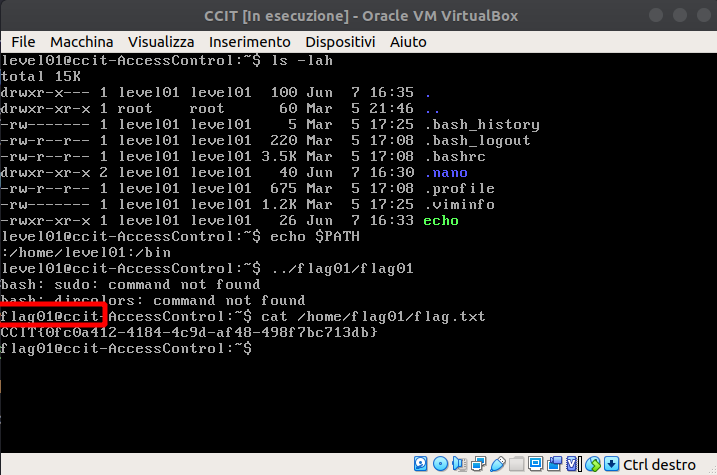 CCIT [In esecuzione] - Oracle VM VirtualBox
File Macchina Visualizza Inserimento Dispositivi Aiuto
level01@ccit-AccessControl:~$ ls -lah
total 15K
drwxr-x--- 1 level01 level01  100 Jun  7 16:35 .
drwxr-xr-x 1 root    root      60 Mar  5 21:46 ..
-rw------- 1 level01 level01    5 Mar  5 17:25 .bash_history
-rw-r--r-- 1 level01 level01  220 Mar  5 17:08 .bash_logout
-rw-r--r-- 1 level01 level01 3.5K Mar  5 17:08 .bashrc
drwxr-xr-x 2 level01 level01   40 Jun  7 16:30 .nano
-rw-r--r-- 1 level01 level01  675 Mar  5 17:08 .profile
-rw------- 1 level01 level01 1.2K Mar  5 17:25 .viminfo
-rwxr-xr-x 1 level01 level01   26 Jun  7 16:33 echo
level01@ccit-AccessControl:~$ echo $PATH
:/home/level01:/bin
level01@ccit-AccessControl:~$ ../flag01/flag01
bash: sudo: command not found
bash: dircolors: command not found
flag01@ccit-AccessControl:~$ cat /home/flag01/flag.txt
CCIT{0fc0a412-4184-4c9d-af48-498f7bc713db}
flag01@ccit-AccessControl:~$
Ctrl destro